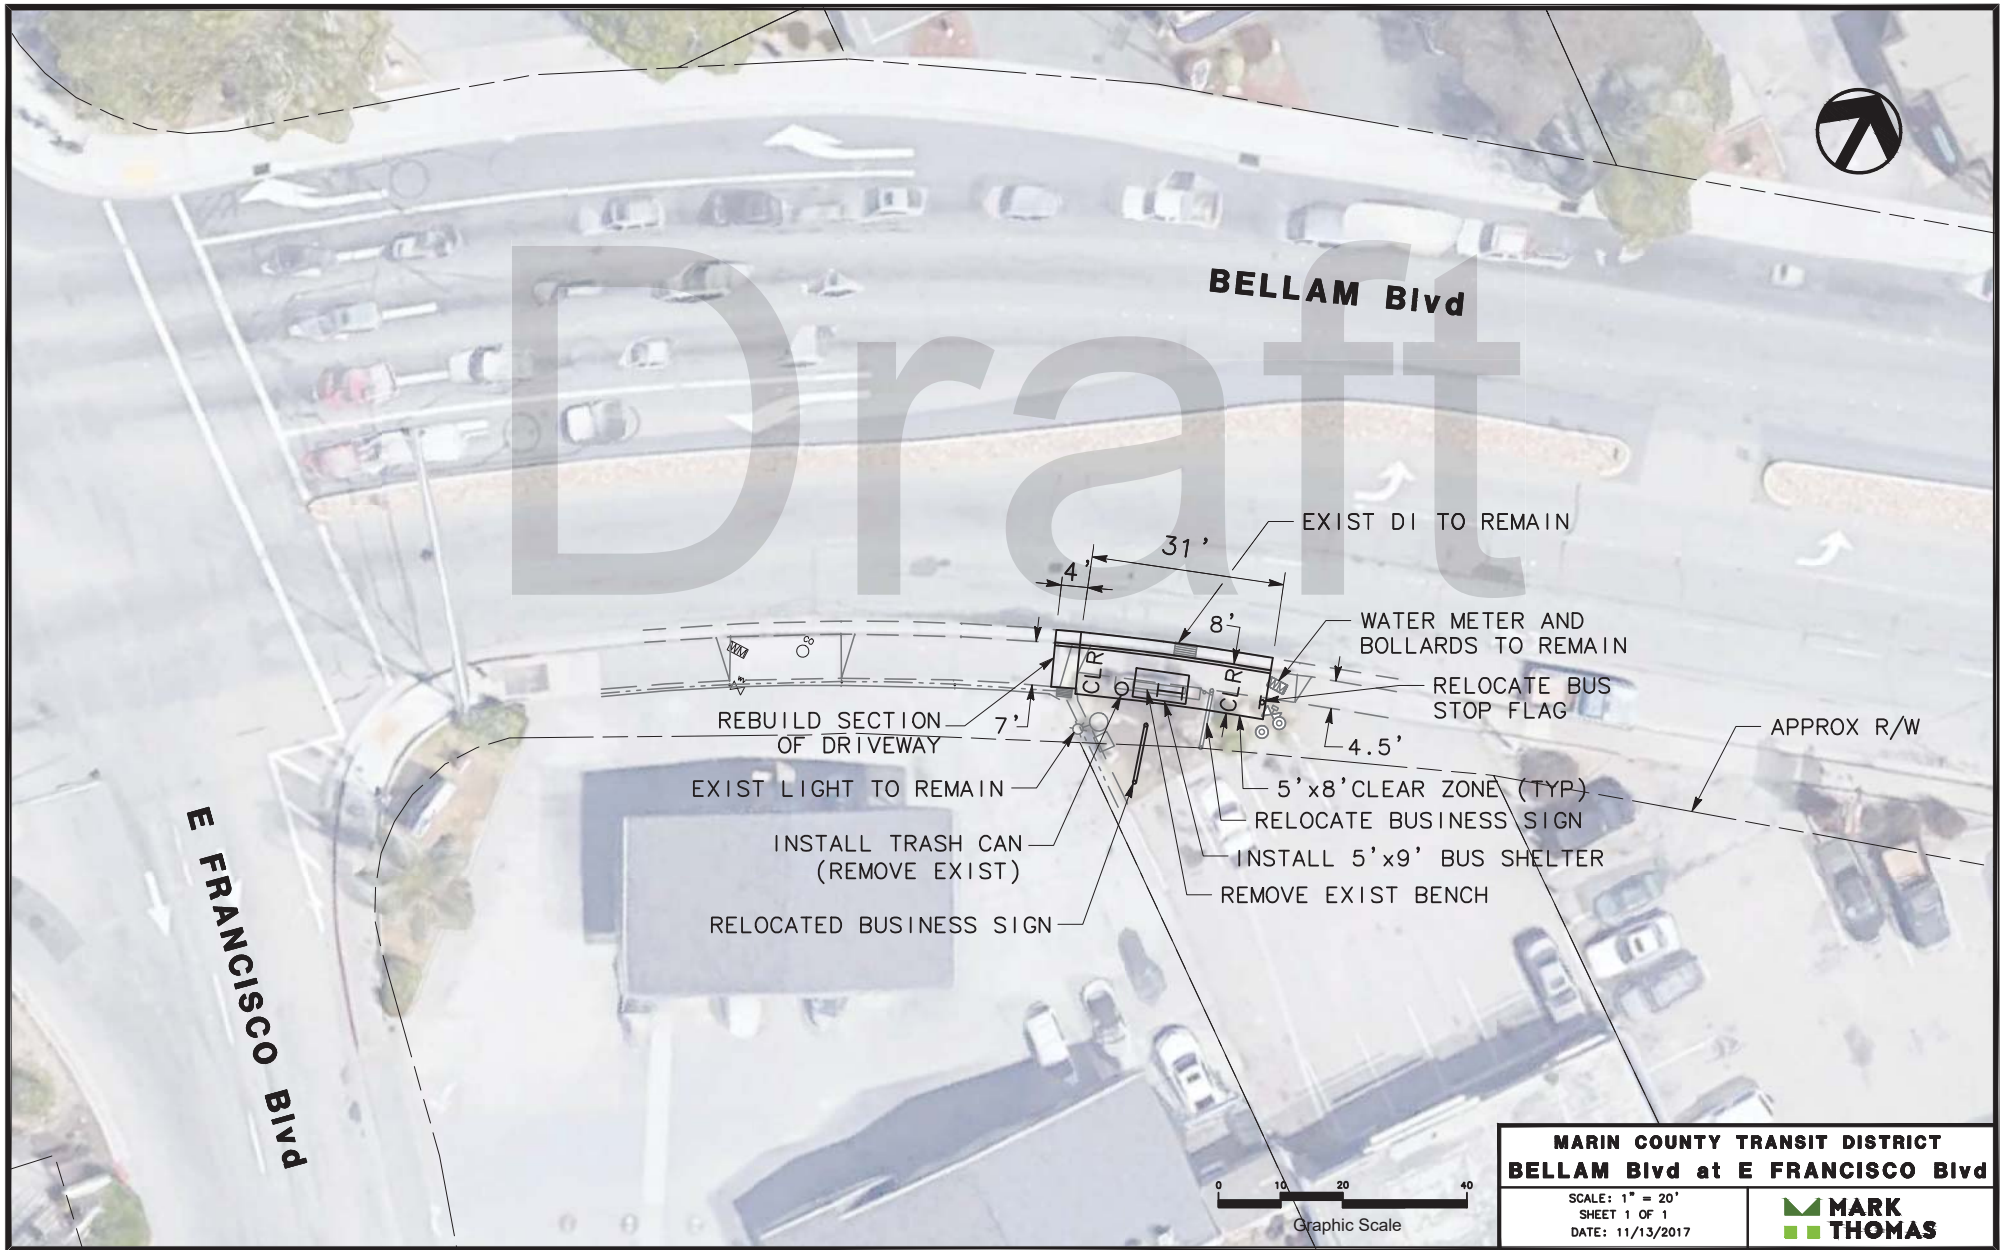 Draft
BELLAM Blvd
EXIST DI TO REMAIN
31'
4'
8'
WATER METER AND
BOLLARDS TO REMAIN
WM
CLR
CLR
WM
RELOCATE BUS
STOP FLAG
REBUILD SECTION
OF DRIVEWAY
7'
4.5'
APPROX R/W
EXIST LIGHT TO REMAIN
5'x8'CLEAR ZONE (TYP)
RELOCATE BUSINESS SIGN
INSTALL TRASH CAN
(REMOVE EXIST)
INSTALL 5'x9' BUS SHELTER
REMOVE EXIST BENCH
RELOCATED BUSINESS SIGN
E FRANCISCO Blvd
0 10 20 40
Graphic Scale
MARIN COUNTY TRANSIT DISTRICT
BELLAM Blvd at E FRANCISCO Blvd
SCALE: 1" = 20'
SHEET 1 OF 1
DATE: 11/13/2017
MARK
THOMAS